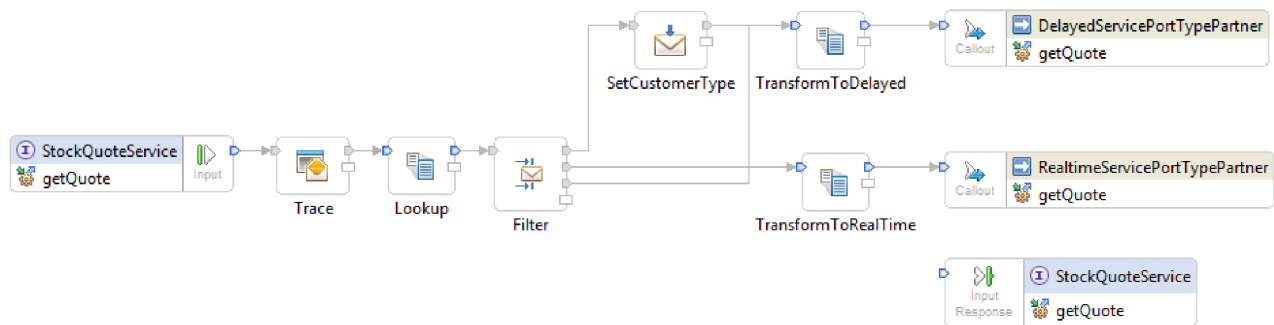 DelayedServicePortTypePartner
Callout
getQuote
SetCustomerType
TransformToDelayed
StockQuoteService
Input
getQuote
Trace
Lookup
Filter
RealtimeServicePortTypePartner
Callout
getQuote
TransformToRealTime
StockQuoteService
Input
Response
getQuote